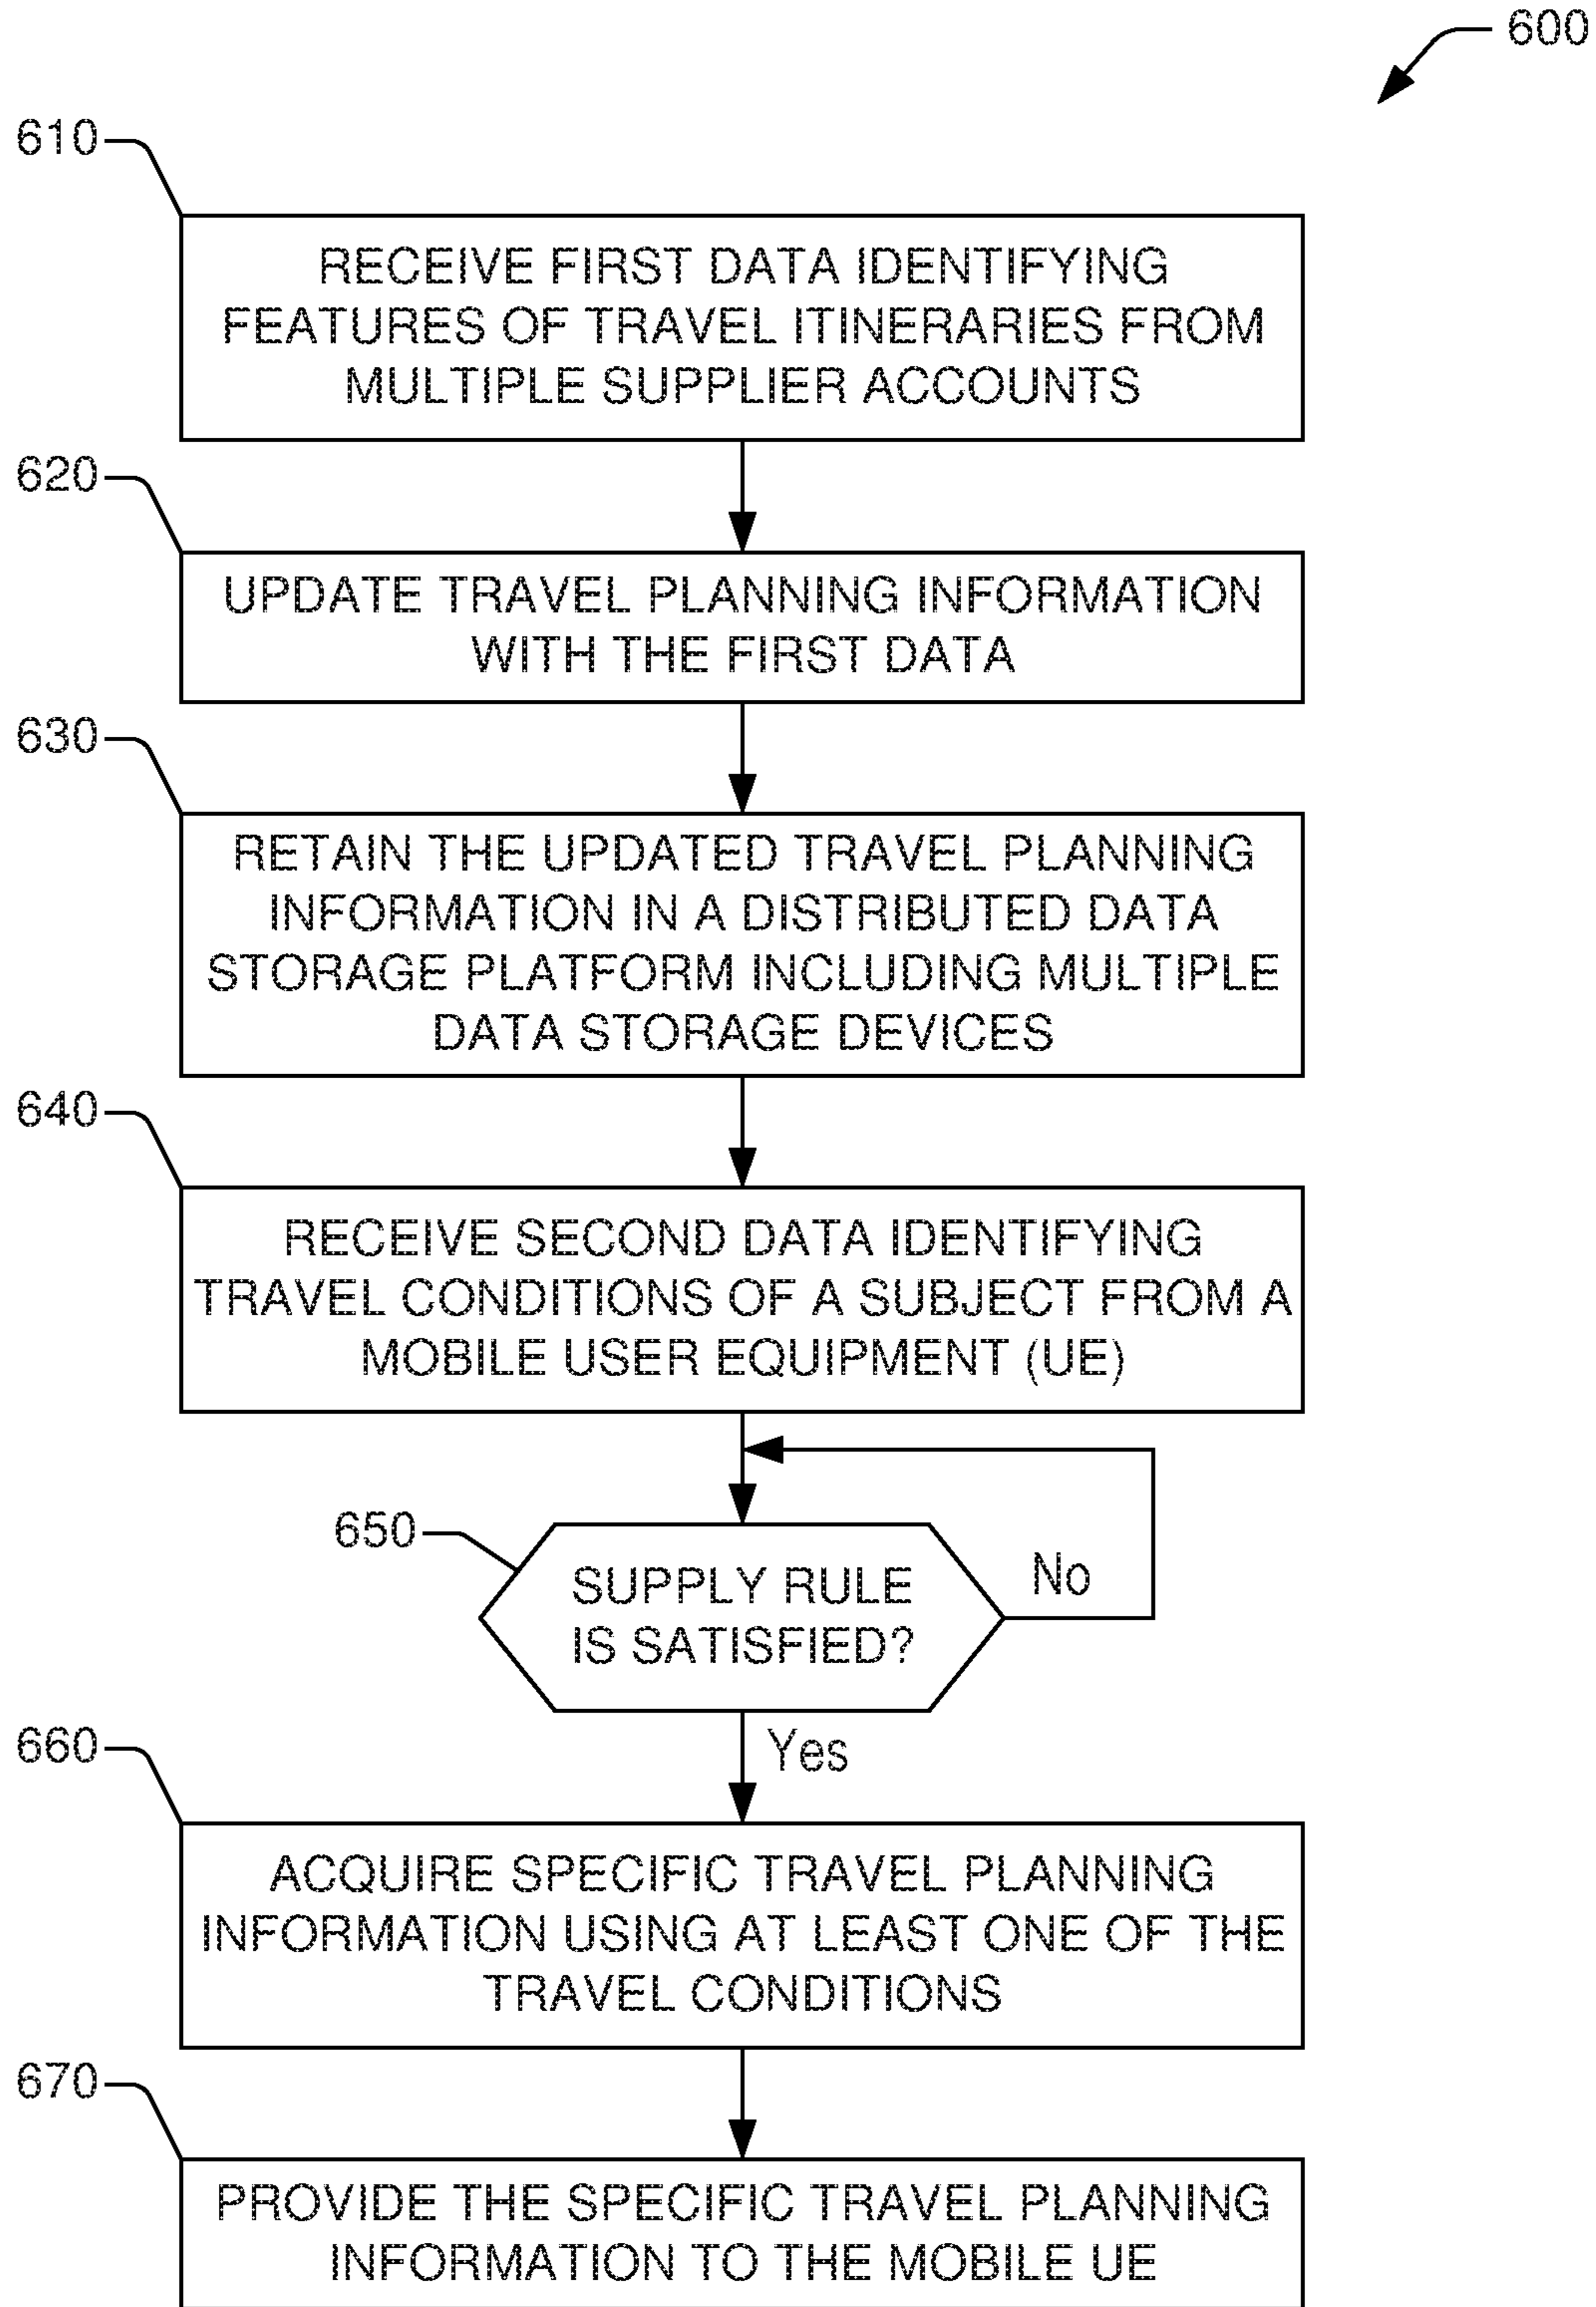 600
610
RECEIVE FIRST DATA IDENTIFYING
FEATURES OF TRAVEL ITINERARIES FROM
MULTIPLE SUPPLIER ACCOUNTS
620
UPDATE TRAVEL PLANNING INFORMATION
WITH THE FIRST DATA
630
RETAIN THE UPDATED TRAVEL PLANNING
INFORMATION IN A DISTRIBUTED DATA
STORAGE PLATFORM INCLUDING MULTIPLE
DATA STORAGE DEVICES
640
RECEIVE SECOND DATA IDENTIFYING
TRAVEL CONDITIONS OF A SUBJECT FROM A
MOBILE USER EQUIPMENT (UE)
650
SUPPLY RULE
IS SATISFIED?
No
Yes
660
ACQUIRE SPECIFIC TRAVEL PLANNING
INFORMATION USING AT LEAST ONE OF THE
TRAVEL CONDITIONS
670
PROVIDE THE SPECIFIC TRAVEL PLANNING
INFORMATION TO THE MOBILE UE